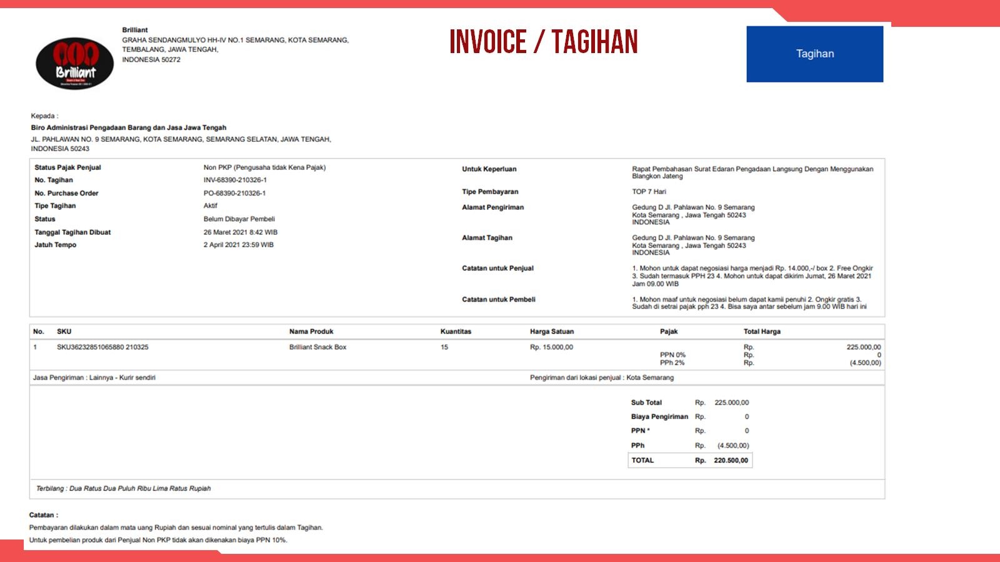 INVOICE / TAGIHAN
Tagihan
Brilliant
Brilliant
GRAHA SENDANGMULYO HH-IV NO.1 SEMARANG, KOTA SEMARANG,
TEMBALANG, JAWA TENGAH,
INDONESIA 50272
Kepada :
Biro Administrasi Pengadaan Barang dan Jasa Jawa Tengah
JL. PAHLAWAN NO. 9 SEMARANG, KOTA SEMARANG, SEMARANG SELATAN, JAWA TENGAH,
INDONESIA 50243
Status Pajak Penjual Non PKP (Pengusaha tidak Kena Pajak)
No. Tagihan INV-68390-210326-1
No. Purchase Order PO-68390-210326-1
Tipe Tagihan Aktif
Status Belum Dibayar Pembeli
Tanggal Tagihan Dibuat 26 Maret 2021 8:42 WIB
Jatuh Tempo 2 April 2021 23:59 WIB
Untuk Keperluan Rapat Pembahasan Surat Edaran Pengadaan Langsung Dengan Menggunakan
Blangkon Jateng
Tipe Pembayaran TOP 7 Hari
Alamat Pengiriman Gedung D Jl. Pahlawan No. 9 Semarang
Kota Semarang , Jawa Tengah 50243
INDONESIA
Alamat Tagihan Gedung D Jl. Pahlawan No. 9 Semarang
Kota Semarang , Jawa Tengah 50243
INDONESIA
Catatan untuk Penjual 1. Mohon untuk dapat negosiasi harga menjadi Rp. 14.000,-/ box 2. Free Ongkir
3. Sudah termasuk PPH 23 4. Mohon untuk dapat dikirim Jumat, 26 Maret 2021
Jam 09.00 WIB
Catatan untuk Pembeli 1. Mohon maaf untuk negosiasi belum dapat kamii penuhi 2. Ongkir gratis 3.
Sudah di setrai pajak pph 23 4. Bisa saya antar sebelum jam 9.00 WIB hari ini
No. SKU Nama Produk Kuantitas Harga Satuan Pajak Total Harga
1 SKU36232851065880 210325 Brilliant Snack Box 15 Rp. 15.000,00 Rp. 225.000,00
PPN 0% Rp. 0
PPh 2% Rp. (4.500,00)
Jasa Pengiriman : Lainnya - Kurir sendiri Pengiriman dari lokasi penjual : Kota Semarang
Sub Total Rp. 225.000,00
Biaya Pengiriman Rp. 0
PPN * Rp. 0
PPh Rp. (4.500,00)
TOTAL Rp. 220.500,00
Terbilang : Dua Ratus Dua Puluh Ribu Lima Ratus Rupiah
Catatan :
Pembayaran dilakukan dalam mata uang Rupiah dan sesuai nominal yang tertulis dalam Tagihan.
Untuk pembelian produk dari Penjual Non PKP tidak akan dikenakan biaya PPN 10%.